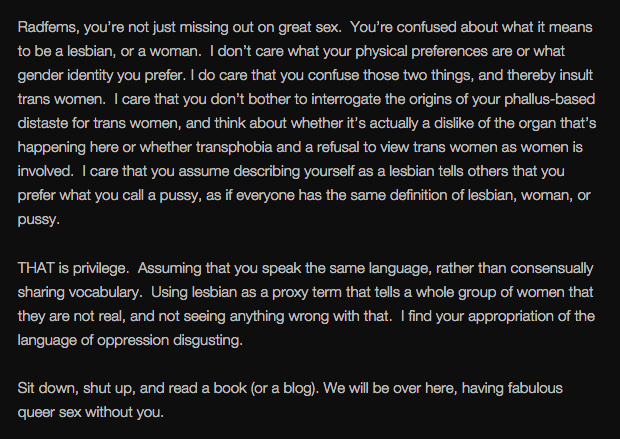 Radfems, you're not just missing out on great sex.  You're confused about what it means
to be a lesbian, or a woman.  I don't care what your physical preferences are or what
gender identity you prefer. I do care that you confuse those two things, and thereby insult
trans women.  I care that you don't bother to interrogate the origins of your phallus-based
distaste for trans women, and think about whether it's actually a dislike of the organ that's
happening here or whether transphobia and a refusal to view trans women as women is
involved.  I care that you assume describing yourself as a lesbian tells others that you
prefer what you call a pussy, as if everyone has the same definition of lesbian, woman, or
pussy.
THAT is privilege.  Assuming that you speak the same language, rather than consensually
sharing vocabulary.  Using lesbian as a proxy term that tells a whole group of women that
they are not real, and not seeing anything wrong with that.  I find your appropriation of the
language of oppression disgusting.
Sit down, shut up, and read a book (or a blog). We will be over here, having fabulous
queer sex without you.